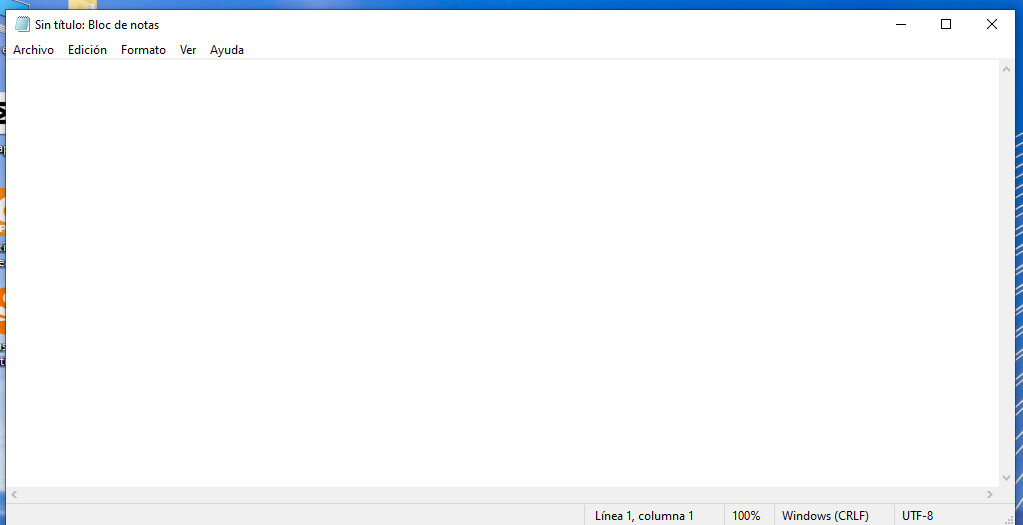 Sin título: Bloc de notas
Archivo Edición Formato Ver Ayuda
Línea 1, columna 1 100% Windows (CRLF) UTF-8